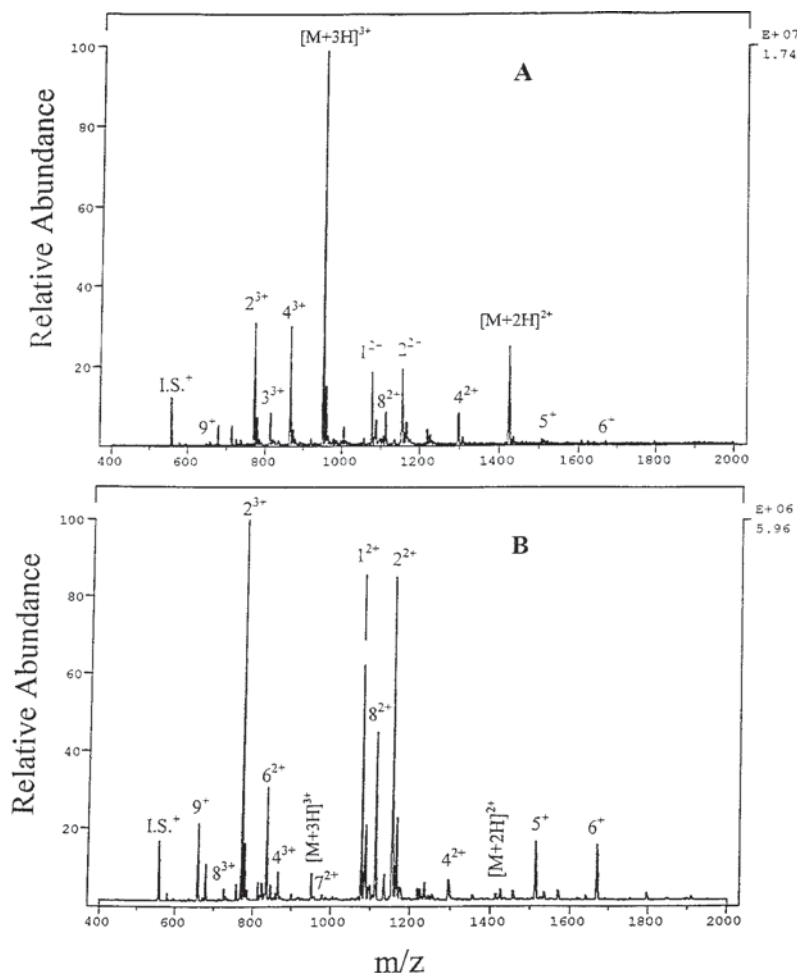 [M+3H]³⁺
E+07
1.74
A
100
80
60
40
20
Relative Abundance
2³⁺
4³⁺
3³⁺
I.S.⁺
9⁺
1²⁺
2²⁺
8²⁺
[M+2H]²⁺
4²⁺
5⁺
6⁺
400 600 800 1000 1200 1400 1600 1800 2000
2³⁺
E+06
5.96
B
100
80
60
40
20
Relative Abundance
1²⁺
2²⁺
8²⁺
6²⁺
I.S.⁺
9⁺
8³⁺
4³⁺
[M+3H]³⁺
7²⁺
4²⁺
[M+2H]²⁺
5⁺
6⁺
400 600 800 1000 1200 1400 1600 1800 2000
m/z